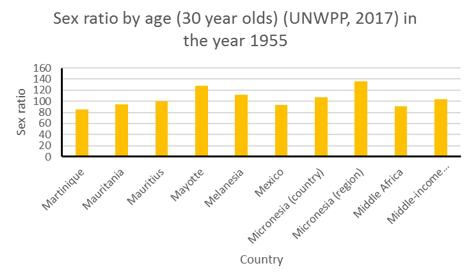 Sex ratio by age (30 year olds) (UNWPP, 2017) in
the year 1955
160
140
120
100
80
60
40
20
0
Sex ratio
Martinique
Mauritania
Mauritius
Mayotte
Melanesia
Mexico
Micronesia (country)
Micronesia (region)
Middle Africa
Middle-income...
Country